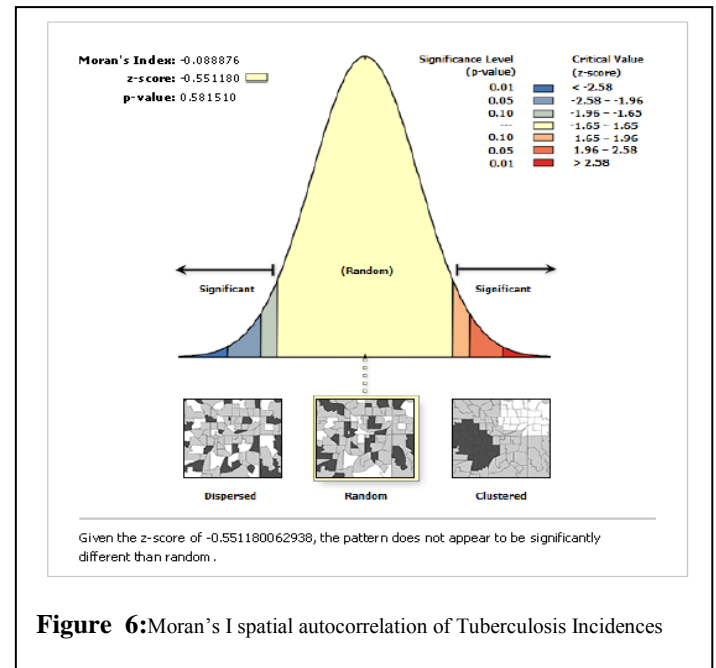 Moran's Index: -0.088876
z-score: -0.551180
p-value: 0.581510
Significance Level (p-value)
Critical Value (z-score)
0.01 < -2.58
0.05 -2.58 – -1.96
0.10 -1.96 – -1.65
--- -1.65 – 1.65
0.10 1.65 – 1.96
0.05 1.96 – 2.58
0.01 > 2.58
(Random)
Significant
Significant
Dispersed
Random
Clustered
Given the z-score of -0.551180062938, the pattern does not appear to be significantly
different than random .
Figure 6:Moran’s I spatial autocorrelation of Tuberculosis Incidences